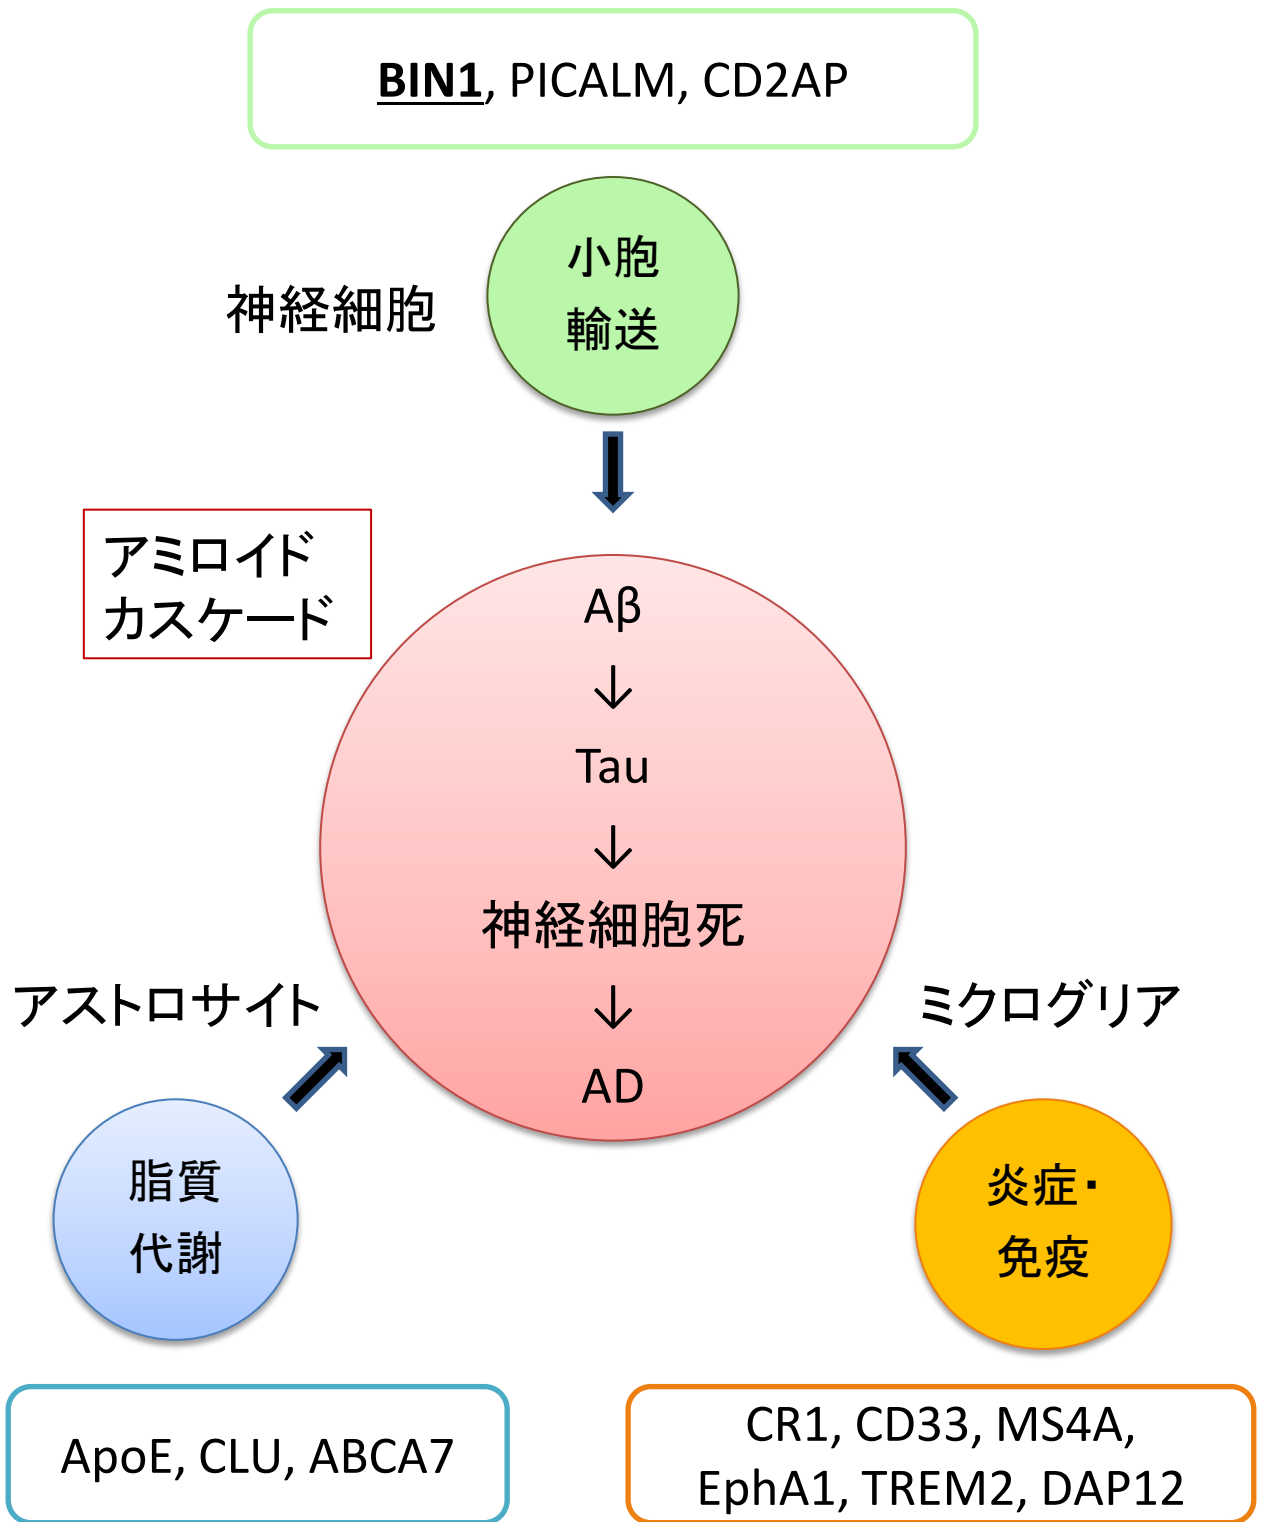 BIN1, PICALM, CD2AP
小胞
輸送
神経細胞
アミロイド
カスケード
Aβ
↓
Tau
↓
神経細胞死
↓
AD
アストロサイト
ミクログリア
脂質
代謝
炎症・
免疫
ApoE, CLU, ABCA7
CR1, CD33, MS4A,
EphA1, TREM2, DAP12